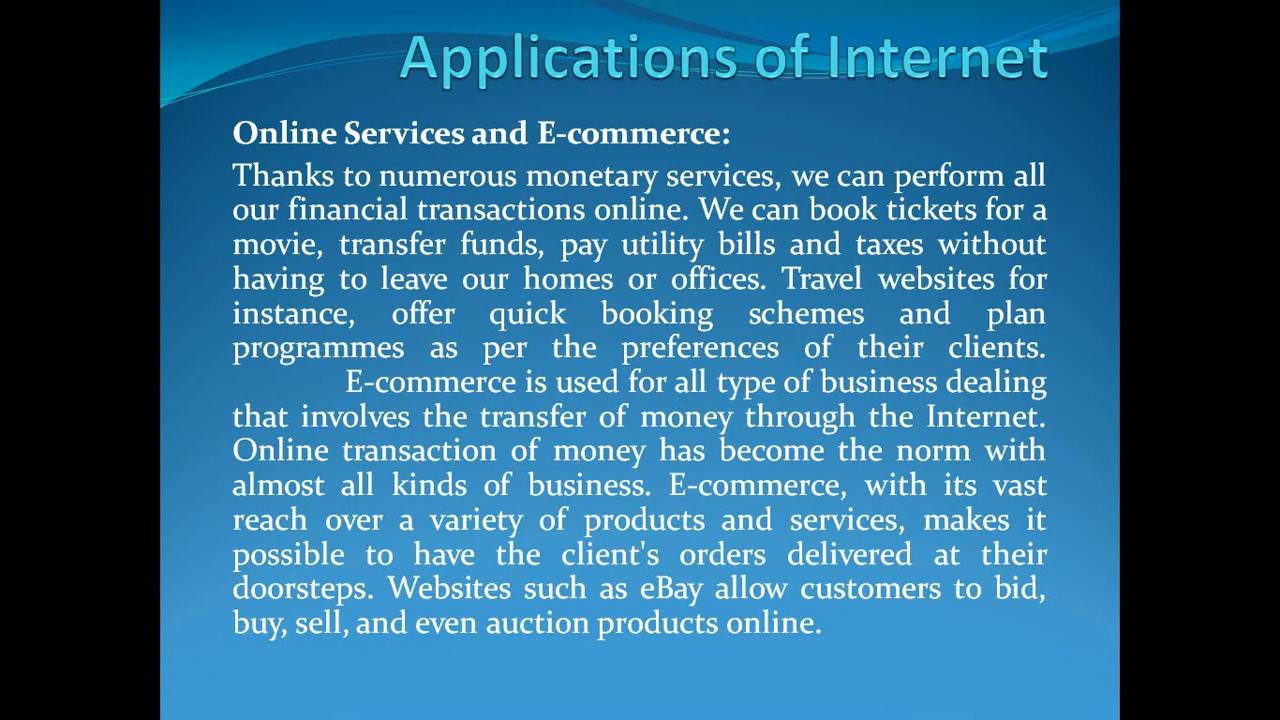 Applications of Internet
Online Services and E-commerce:
Thanks to numerous monetary services, we can perform all
our financial transactions online. We can book tickets for a
movie, transfer funds, pay utility bills and taxes without
having to leave our homes or offices. Travel websites for
instance, offer quick booking schemes and plan
programmes as per the preferences of their clients.
E-commerce is used for all type of business dealing
that involves the transfer of money through the Internet.
Online transaction of money has become the norm with
almost all kinds of business. E-commerce, with its vast
reach over a variety of products and services, makes it
possible to have the client's orders delivered at their
doorsteps. Websites such as eBay allow customers to bid,
buy, sell, and even auction products online.